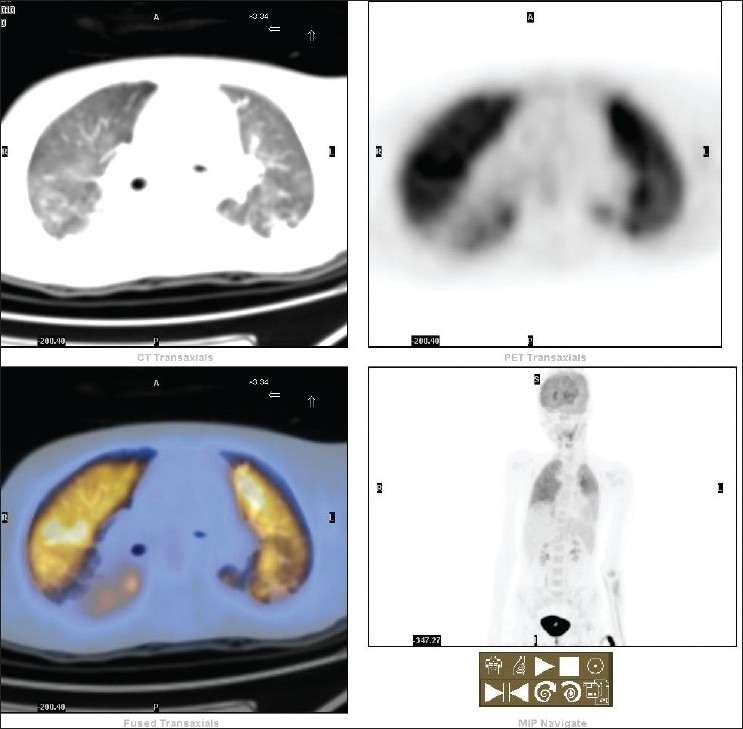 A
×3.34
R
L
-200.40
P
CT Transaxials
A
R
L
-200.40
P
PET Transaxials
A
×3.34
R
L
-200.40
P
Fused Transaxials
S
R
L
-347.27
I
MIP Navigate